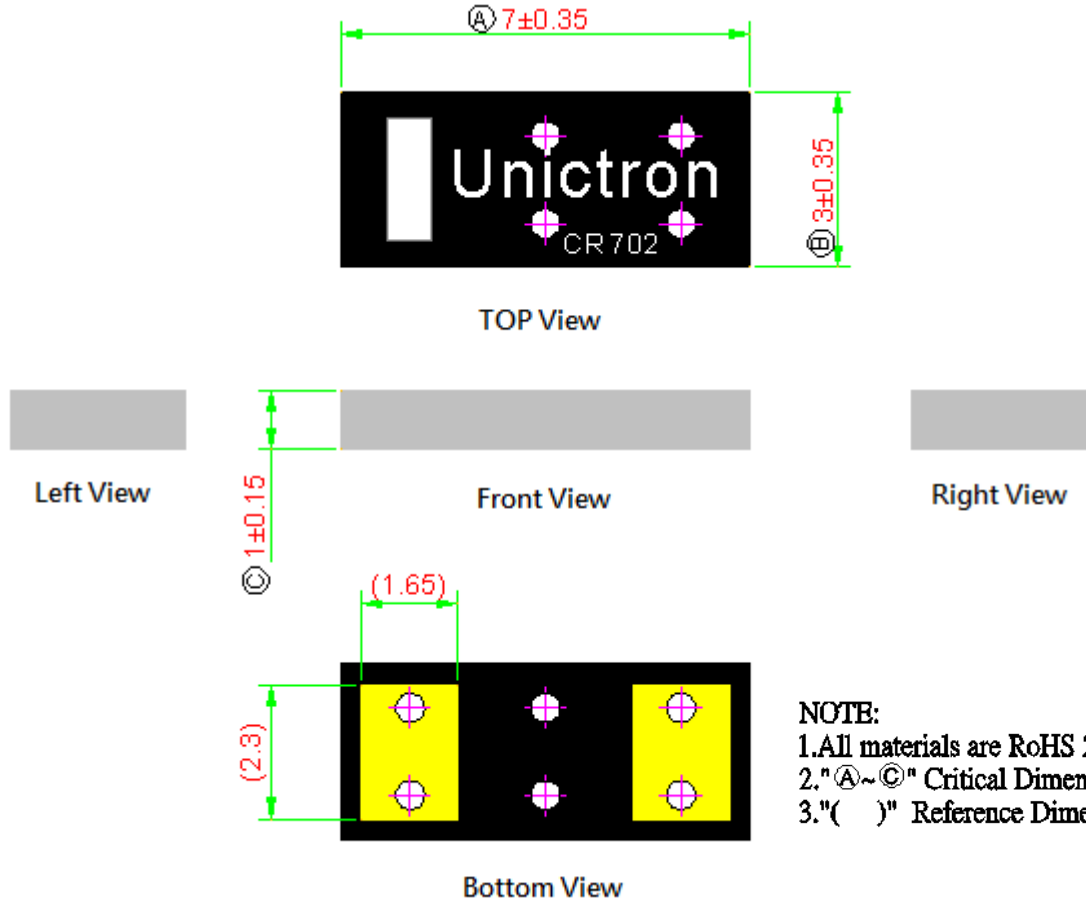 Ⓐ 7±0.35
Unictron
CR702
Ⓑ 3±0.35
TOP View
Left View
Ⓒ 1±0.15
Front View
Right View
(1.65)
(2.3)
NOTE:
1.All materials are RoHS
2."Ⓐ~Ⓒ" Critical
3."( )" Reference
Bottom View